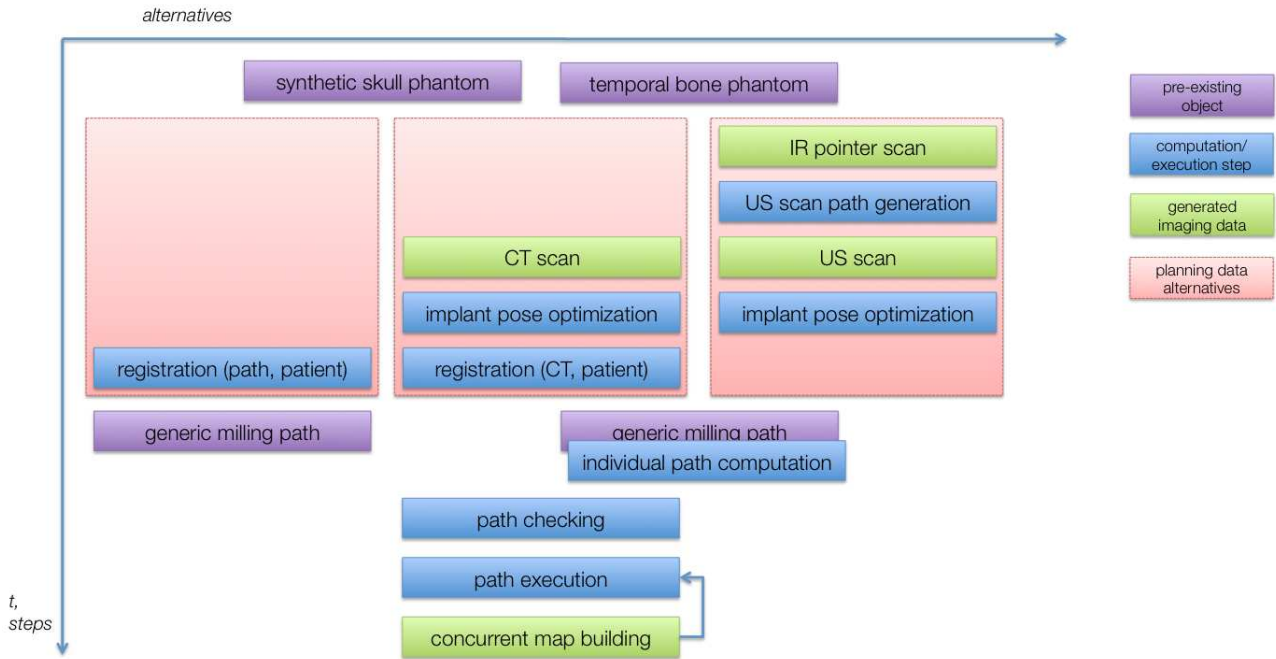 alternatives
synthetic skull phantom
temporal bone phantom
pre-existing
object
computation/
execution step
generated
imaging data
planning data
alternatives
IR pointer scan
US scan path generation
CT scan
US scan
implant pose optimization
implant pose optimization
registration (path, patient)
registration (CT, patient)
generic milling path
generic milling path
individual path computation
path checking
path execution
concurrent map building
t,
steps